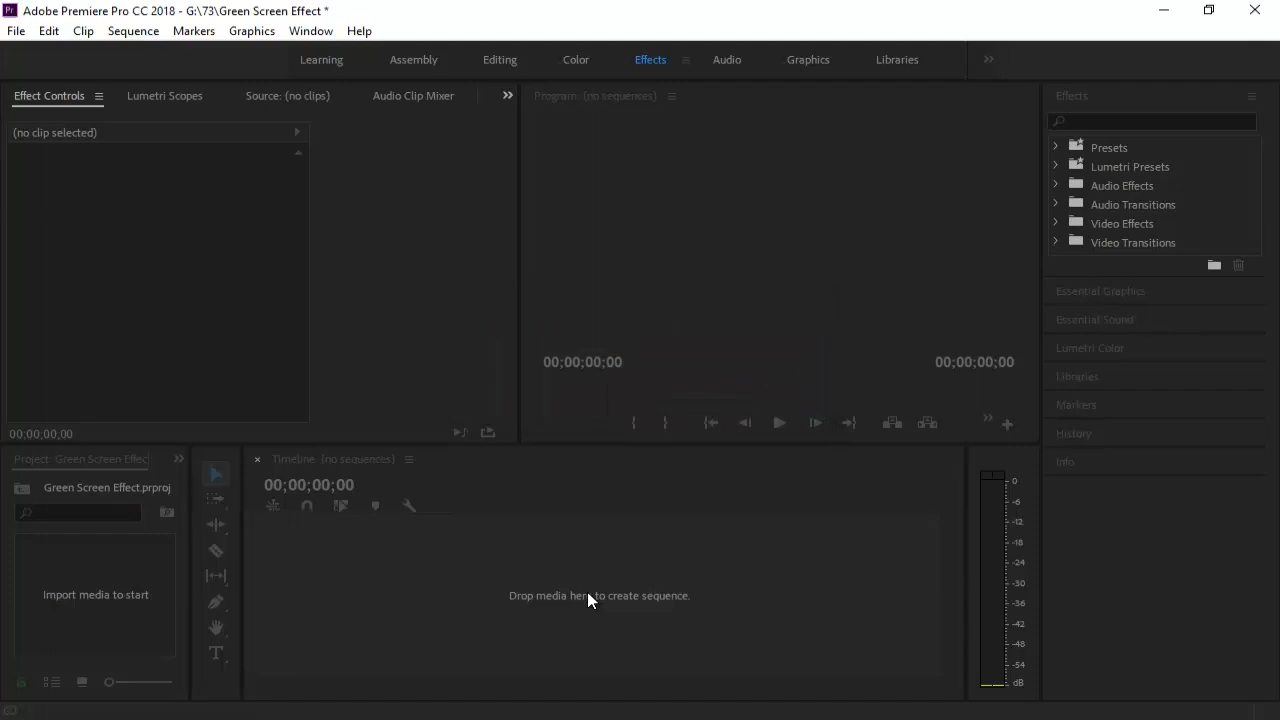 Adobe Premiere Pro CC 2018 - G:\73\Green Screen Effect *
File Edit Clip Sequence Markers Graphics Window Help
Learning Assembly Editing Color Effects Audio Graphics Libraries
Effect Controls Lumetri Scopes Source: (no clips) Audio Clip Mixer
(no clip selected)
00;00;00;00
Program: (no sequences)
00;00;00;00 00;00;00;00
Effects
Presets
Lumetri Presets
Audio Effects
Audio Transitions
Video Effects
Video Transitions
Essential Graphics
Essential Sound
Lumetri Color
Libraries
Markers
History
Info
Project: Green Screen Effec
Green Screen Effect.prproj
Import media to start
Timeline: (no sequences)
00;00;00;00
Drop media here to create sequence.
0
-6
-12
-18
-24
-30
-36
-42
-48
-54
dB